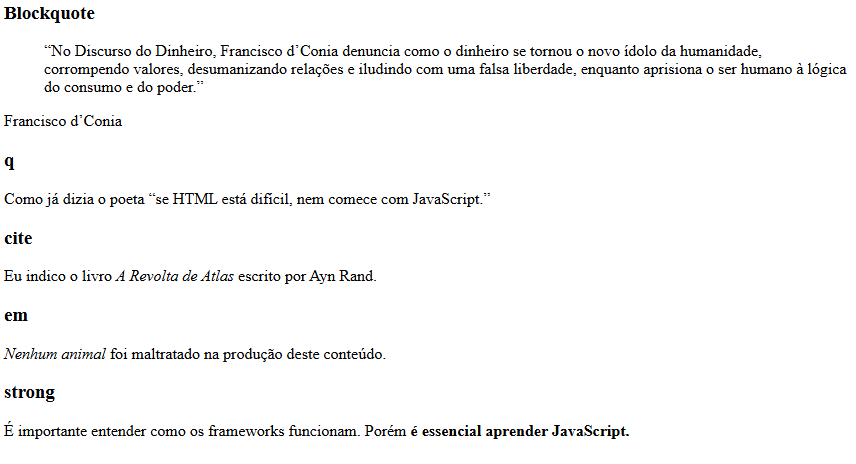 Blockquote
“No Discurso do Dinheiro, Francisco d’Conia denuncia como o dinheiro se tornou o novo ídolo da humanidade,
corrompendo valores, desumanizando relações e iludindo com uma falsa liberdade, enquanto aprisiona o ser humano à lógica
do consumo e do poder.”
Francisco d’Conia
q
Como já dizia o poeta “se HTML está difícil, nem comece com JavaScript.”
cite
Eu indico o livro A Revolta de Atlas escrito por Ayn Rand.
em
Nenhum animal foi maltratado na produção deste conteúdo.
strong
É importante entender como os frameworks funcionam. Porém é essencial aprender JavaScript.